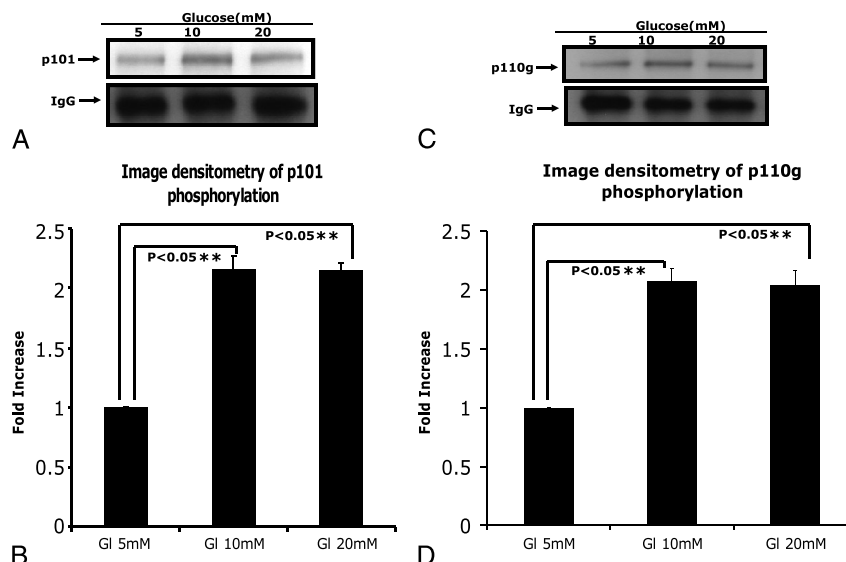 Glucose(mM)
5 10 20
p101
IgG
A
Glucose(mM)
5 10 20
p110g
IgG
C
Image densitometry of p101
phosphorylation
2.5
2
1.5
1
0.5
0
Fold Increase
P<0.05∗∗
P<0.05∗∗
Gl 5mM Gl 10mM Gl 20mM
B
Image densitometry of p110g
phosphorylation
2.5
2
1.5
1
0.5
0
Fold Increase
P<0.05∗∗
P<0.05∗∗
Gl 5mM Gl 10mM Gl 20mM
D